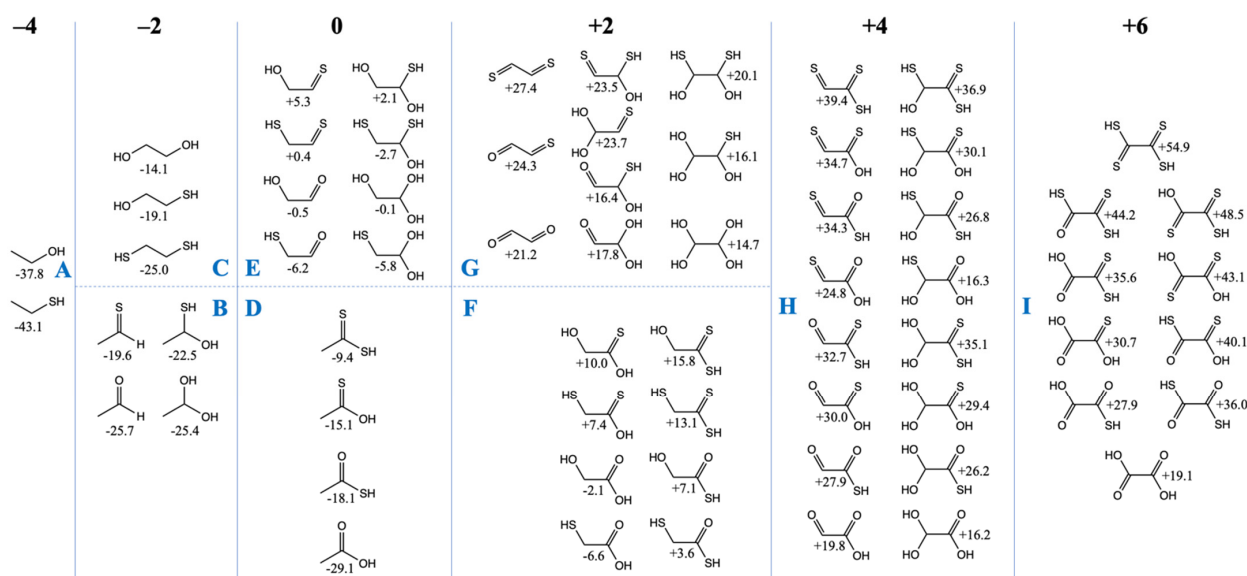 −4
−2
0
+2
+4
+6
OH
-37.8
A
SH
-43.1
HO OH
-14.1
HO SH
-19.1
HS SH
-25.0
C
B
S H
-19.6
SH OH
-22.5
O H
-25.7
OH OH
-25.4
HO S
+5.3
HO SH OH
+2.1
HS S
+0.4
HS SH OH
-2.7
HO O
-0.5
HO OH OH
-0.1
HS O
-6.2
HS OH OH
-5.8
E
D
S SH
-9.4
S OH
-15.1
O SH
-18.1
O OH
-29.1
S S
+27.4
S SH OH
+23.5
HS SH HO OH
+20.1
HO S HO
+23.7
O S
+24.3
HO SH HO OH
+16.1
O SH OH
+16.4
O O
+21.2
O OH OH
+17.8
HO OH HO OH
+14.7
G
F
HO S OH
+10.0
HO S SH
+15.8
HS S OH
+7.4
HS S SH
+13.1
HO O OH
-2.1
HO O SH
+7.1
HS O OH
-6.6
HS O SH
+3.6
S S SH
+39.4
HS S HO SH
+36.9
S S OH
+34.7
HS S HO OH
+30.1
S O SH
+34.3
HS O HO SH
+26.8
S O OH
+24.8
HS O HO OH
+16.3
H
O S SH
+32.7
HO S HO SH
+35.1
O S OH
+30.0
HO S HO OH
+29.4
O O SH
+27.9
HO O HO SH
+26.2
O O OH
+19.8
HO O HO OH
+16.2
HS S S SH
+54.9
HS S O SH
+44.2
HO S S SH
+48.5
HO S O SH
+35.6
HO S S OH
+43.1
I
HO S O OH
+30.7
HS S O OH
+40.1
HO O O SH
+27.9
HS O O SH
+36.0
HO O O OH
+19.1